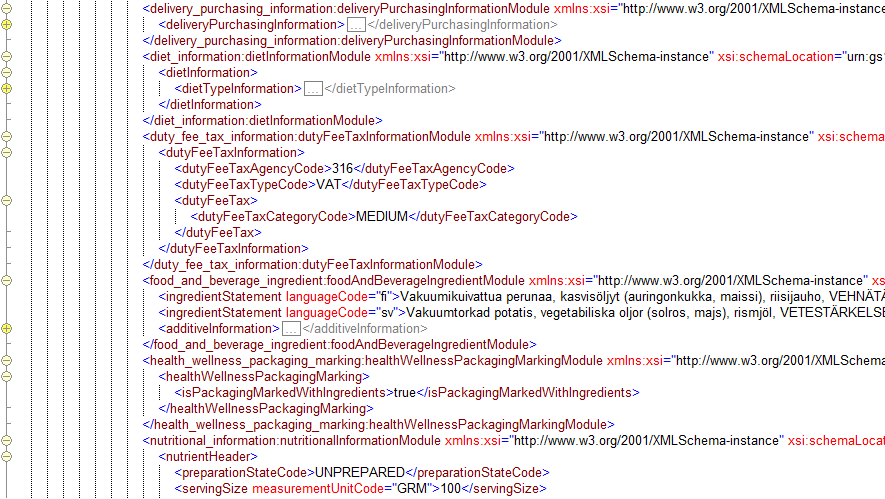 <delivery_purchasing_information:deliveryPurchasingInformationModule xmlns:xsi="http://www.w3.org/2001/XMLSchema-instance
<deliveryPurchasingInformation>...</deliveryPurchasingInformation>
</delivery_purchasing_information:deliveryPurchasingInformationModule>
<diet_information:dietInformationModule xmlns:xsi="http://www.w3.org/2001/XMLSchema-instance" xsi:schemaLocation="urn:gs1
<dietInformation>
<dietTypeInformation>...</dietTypeInformation>
</dietInformation>
</diet_information:dietInformationModule>
<duty_fee_tax_information:dutyFeeTaxInformationModule xmlns:xsi="http://www.w3.org/2001/XMLSchema-instance" xsi:schema
<dutyFeeTaxInformation>
<dutyFeeTaxAgencyCode>316</dutyFeeTaxAgencyCode>
<dutyFeeTaxTypeCode>VAT</dutyFeeTaxTypeCode>
<dutyFeeTax>
<dutyFeeTaxCategoryCode>MEDIUM</dutyFeeTaxCategoryCode>
</dutyFeeTax>
</dutyFeeTaxInformation>
</duty_fee_tax_information:dutyFeeTaxInformationModule>
<food_and_beverage_ingredient:foodAndBeverageIngredientModule xmlns:xsi="http://www.w3.org/2001/XMLSchema-instance" xs
<ingredientStatement languageCode="fi">Vakuumikuivattua perunaa, kasvisöljyt (auringonkukka, maissi), riisijauho, VEHNÄTÄ
<ingredientStatement languageCode="sv">Vakuumtorkad potatis, vegetabiliska oljor (solros, majs), rismjöl, VETESTÄRKELSE
<additiveInformation>...</additiveInformation>
</food_and_beverage_ingredient:foodAndBeverageIngredientModule>
<health_wellness_packaging_marking:healthWellnessPackagingMarkingModule xmlns:xsi="http://www.w3.org/2001/XMLSchema
<healthWellnessPackagingMarking>
<isPackagingMarkedWithIngredients>true</isPackagingMarkedWithIngredients>
</healthWellnessPackagingMarking>
</health_wellness_packaging_marking:healthWellnessPackagingMarkingModule>
<nutritional_information:nutritionalInformationModule xmlns:xsi="http://www.w3.org/2001/XMLSchema-instance" xsi:schemaLocat
<nutrientHeader>
<preparationStateCode>UNPREPARED</preparationStateCode>
<servingSize measurementUnitCode="GRM">100</servingSize>